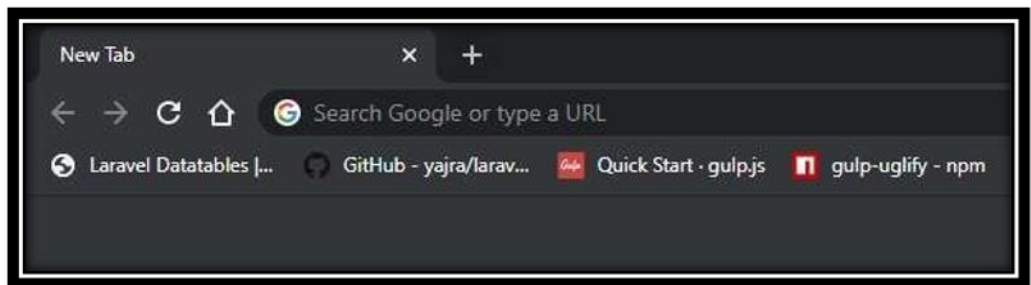 New Tab
Search Google or type a URL
Laravel Datatables |... GitHub - yajra/larav... Quick Start · gulp.js gulp-uglify - npm